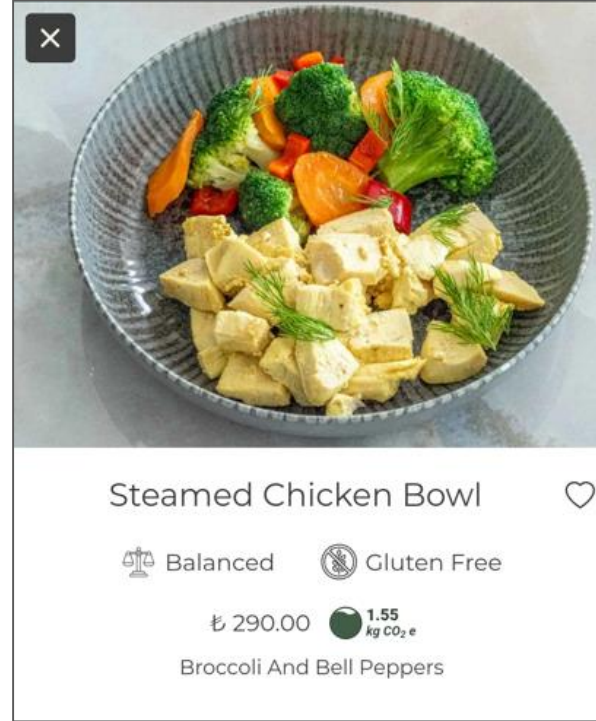 Steamed Chicken Bowl
Balanced
Gluten Free
₺ 290.00
1.55
kg CO₂ e
Broccoli And Bell Peppers